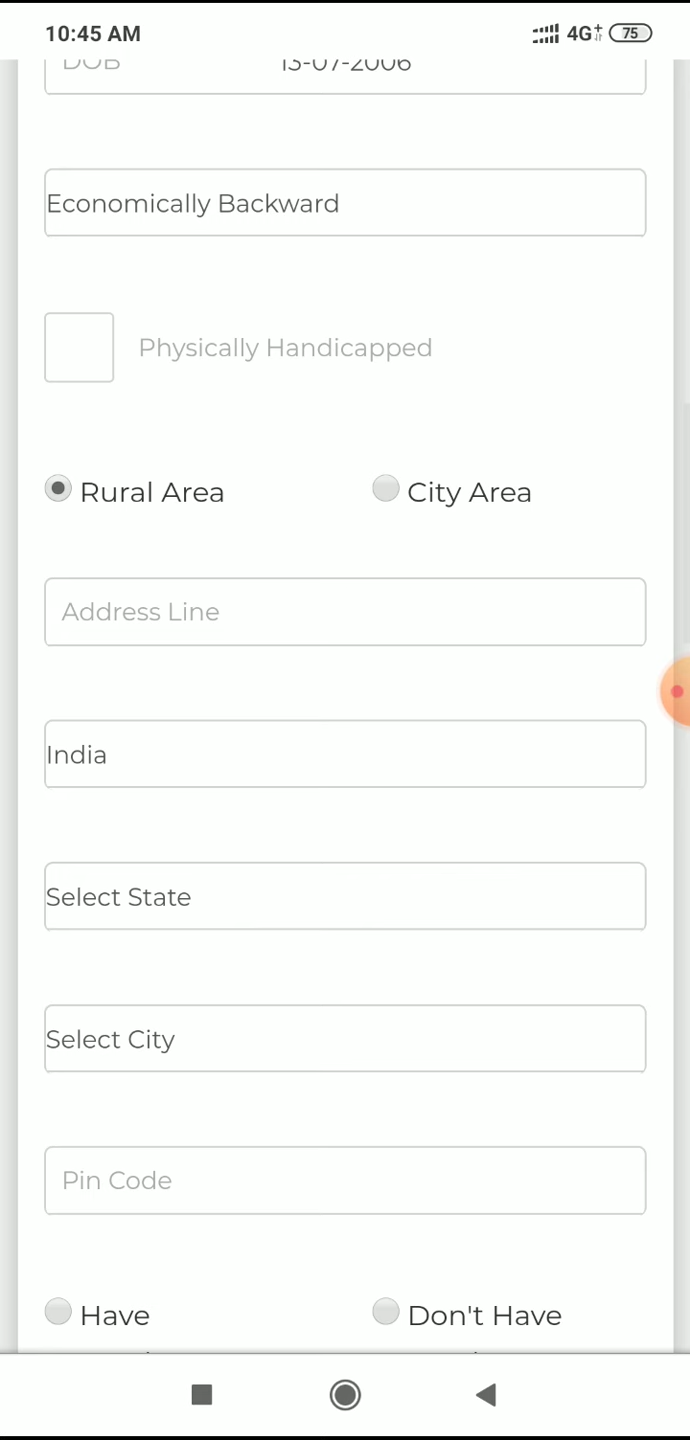 10:45 AM 4G+ 75
DOB 13-07-2006
Economically Backward
Physically Handicapped
Rural Area City Area
Address Line
India
Select State
Select City
Pin Code
Have Don't Have